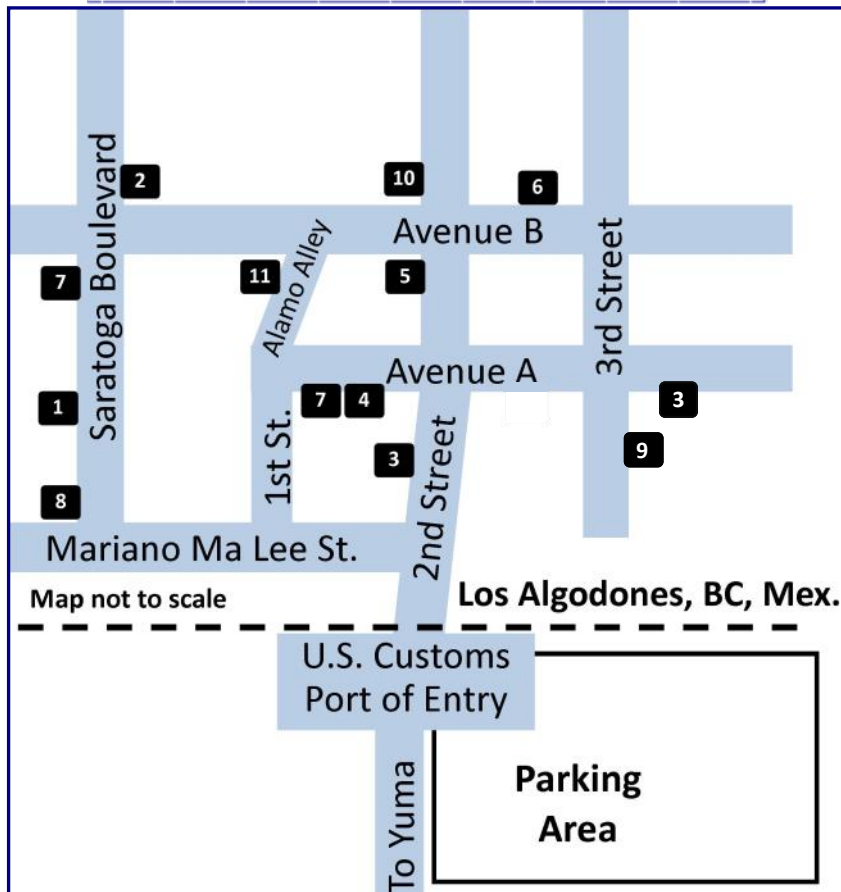 2
10
6
Saratoga Boulevard
Avenue B
3rd Street
7
11
Alamo Alley
5
Avenue A
1
7
4
3
1st St.
3
2nd Street
9
8
Mariano Ma Lee St.
Map not to scale
Los Algodones, BC, Mex.
U.S. Customs
Port of Entry
To Yuma
Parking
Area